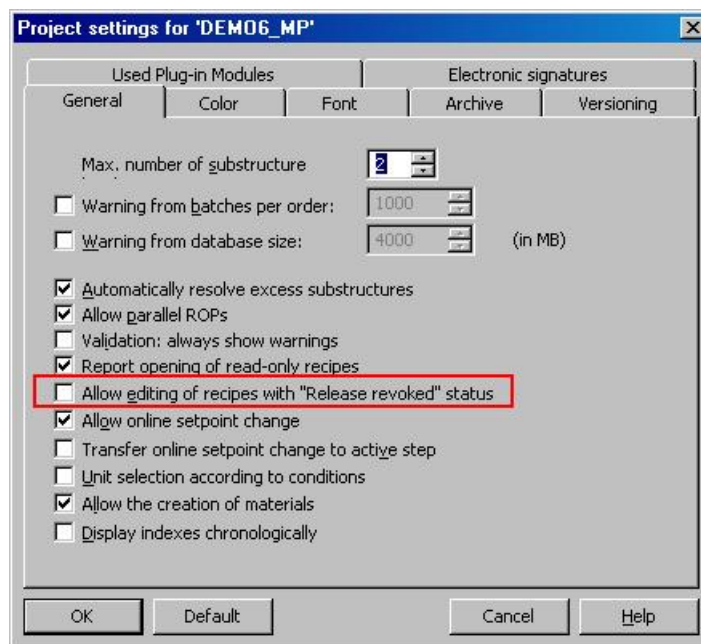 Project settings for 'DEMO6_MP'
Used Plug-in Modules
Electronic signatures
General
Color
Font
Archive
Versioning
Max. number of substructure
2
Warning from batches per order:
1000
Warning from database size:
4000
(in MB)
Automatically resolve excess substructures
Allow parallel ROPs
Validation: always show warnings
Report opening of read-only recipes
Allow editing of recipes with "Release revoked" status
Allow online setpoint change
Transfer online setpoint change to active step
Unit selection according to conditions
Allow the creation of materials
Display indexes chronologically
OK
Default
Cancel
Help